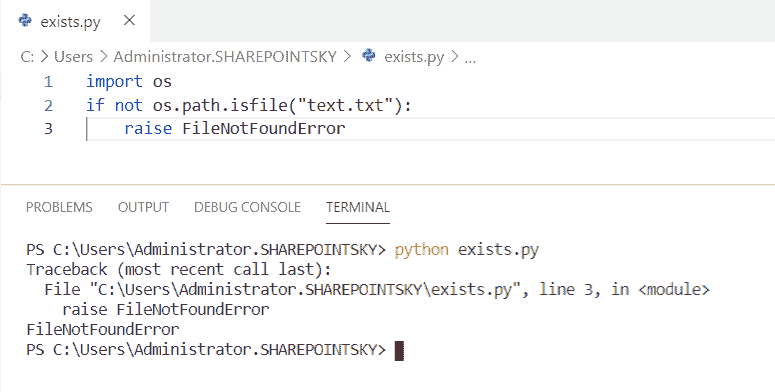 exists.py
C: > Users > Administrator.SHAREPOINTSKY > exists.py > ...
1 import os
2 if not os.path.isfile("text.txt"):
3     raise FileNotFoundError
PROBLEMS OUTPUT DEBUG CONSOLE TERMINAL
PS C:\Users\Administrator.SHAREPOINTSKY> python exists.py
Traceback (most recent call last):
  File "C:\Users\Administrator.SHAREPOINTSKY\exists.py", line 3, in <module>
    raise FileNotFoundError
FileNotFoundError
PS C:\Users\Administrator.SHAREPOINTSKY>